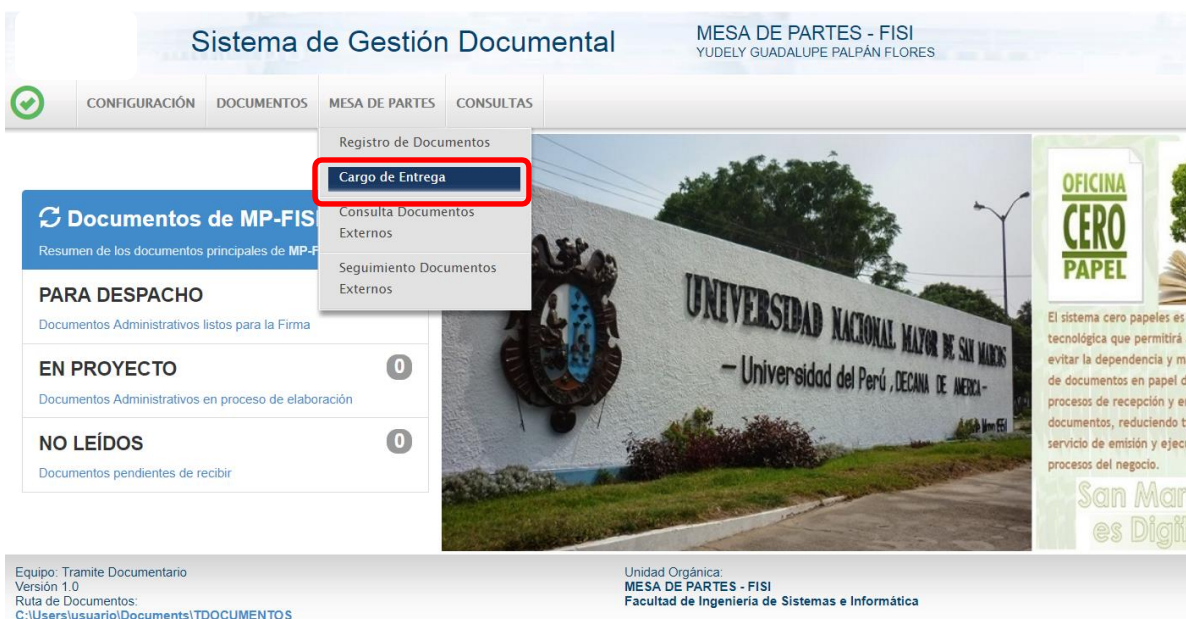 Sistema de Gestión Documental
MESA DE PARTES - FISI
YUDELY GUADALUPE PALPÁN FLORES
CONFIGURACIÓN DOCUMENTOS MESA DE PARTES CONSULTAS
Registro de Documentos
Cargo de Entrega
Consulta Documentos
Externos
Seguimiento Documentos
Externos
Documentos de MP-FIS
Resumen de los documentos principales de MP-F
PARA DESPACHO
Documentos Administrativos listos para la Firma
EN PROYECTO 0
Documentos Administrativos en proceso de elaboración
NO LEÍDOS 0
Documentos pendientes de recibir
UNIVERSIDAD NACIONAL MAYOR DE SAN MARCOS
- Universidad del Perú, DECANA DE AMERICA -
OFICINA
CERO
PAPEL
El sistema cero papeles es
tecnológica que permitirá
evitar la dependencia y m
de documentos en papel d
procesos de recepción y e
documentos, reduciendo t
servicio de emisión y ejec
procesos del negocio.
San Mar
es Digit
Equipo: Tramite Documentario
Versión 1.0
Ruta de Documentos:
C:\Users\usuario\Documents\TDOCUMENTOS
Unidad Orgánica:
MESA DE PARTES - FISI
Facultad de Ingeniería de Sistemas e Informática